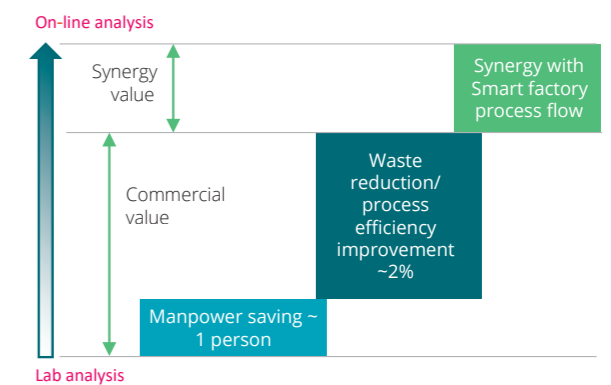 On-line analysis
Synergy
value
Synergy with
Smart factory
process flow
Commercial
value
Waste
reduction/
process
efficiency
improvement
~2%
Manpower saving ~
1 person
Lab analysis